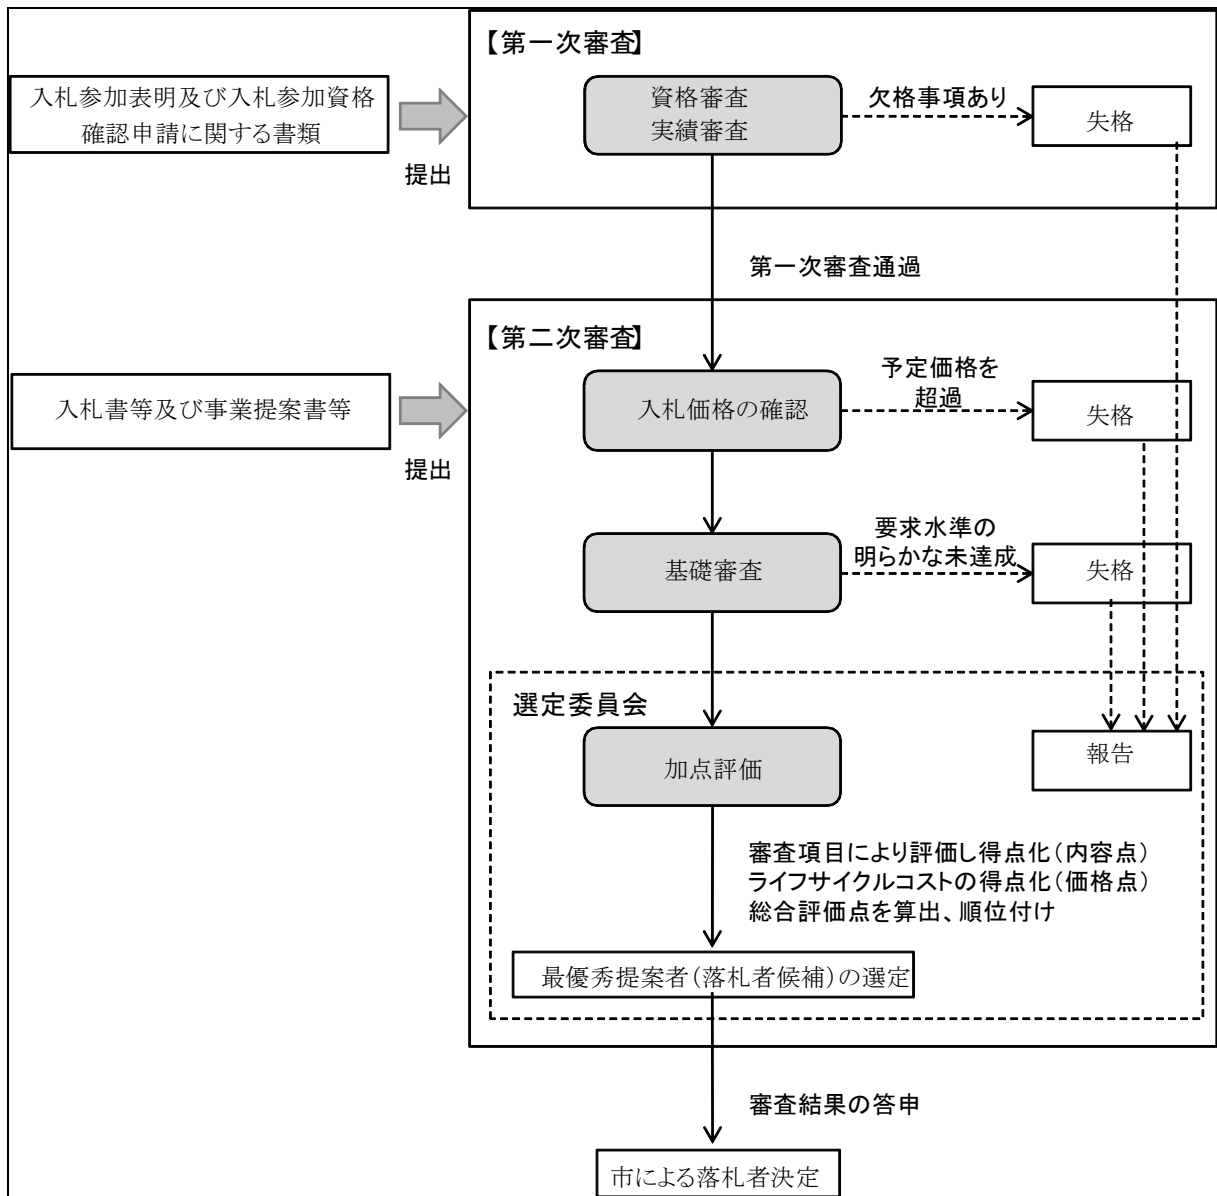 【第一次審査】
入札参加表明及び入札参加資格
確認申請に関する書類
提出
資格審査
実績審査
欠格事項あり
失格
第一次審査通過
【第二次審査】
入札書等及び事業提案書等
提出
入札価格の確認
予定価格を
超過
失格
基礎審査
要求水準の
明らかな未達成
失格
選定委員会
加点評価
報告
審査項目により評価し得点化(内容点)
ライフサイクルコストの得点化(価格点)
総合評価点を算出、順位付け
最優秀提案者(落札者候補)の選定
審査結果の答申
市による落札者決定